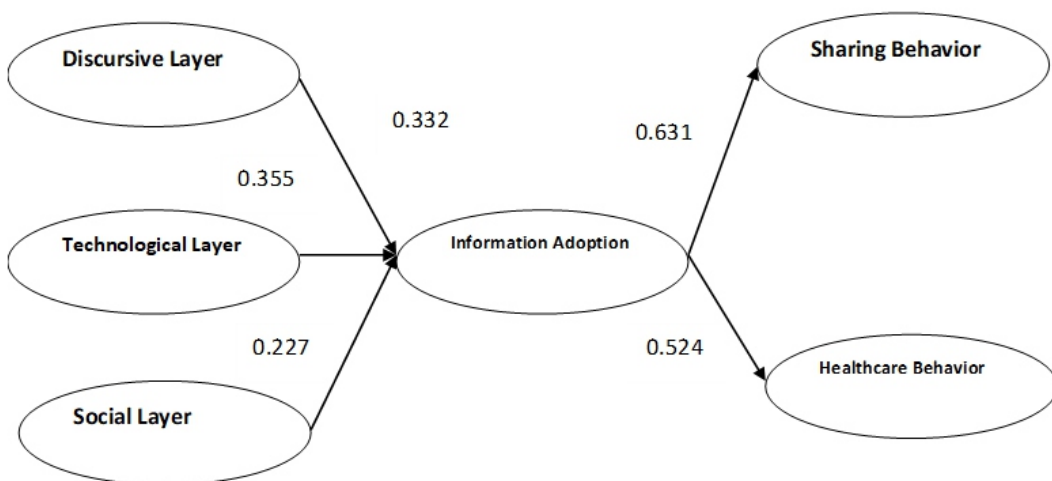 Discursive Layer
Sharing Behavior
0.332
0.631
0.355
Technological Layer
Information Adoption
0.227
0.524
Healthcare Behavior
Social Layer